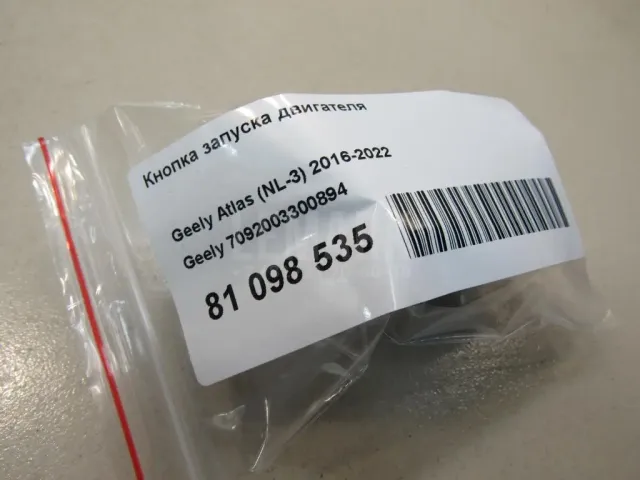 Кнопка запуска двигателя
Geely Atlas (NL-3) 2016-2022
Geely 7092003300894
81 098 535